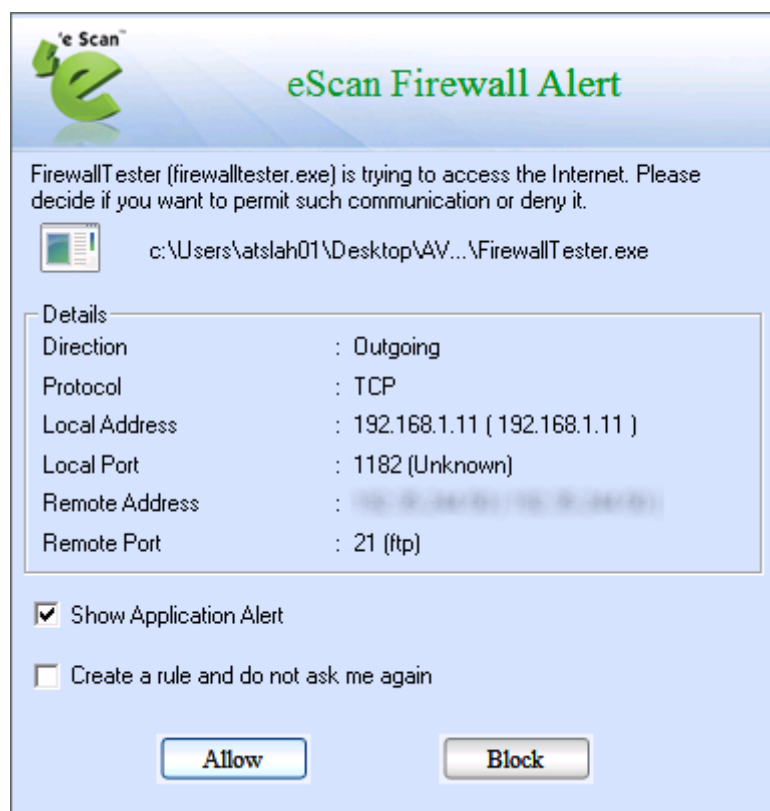 'e Scan™
eScan Firewall Alert
FirewallTester (firewalltester.exe) is trying to access the Internet. Please
decide if you want to permit such communication or deny it.
c:\Users\atslah01\Desktop\AV...\FirewallTester.exe
Details
Direction : Outgoing
Protocol : TCP
Local Address : 192.168.1.11 ( 192.168.1.11 )
Local Port : 1182 (Unknown)
Remote Address :
Remote Port : 21 (ftp)
Show Application Alert
Create a rule and do not ask me again
Allow Block